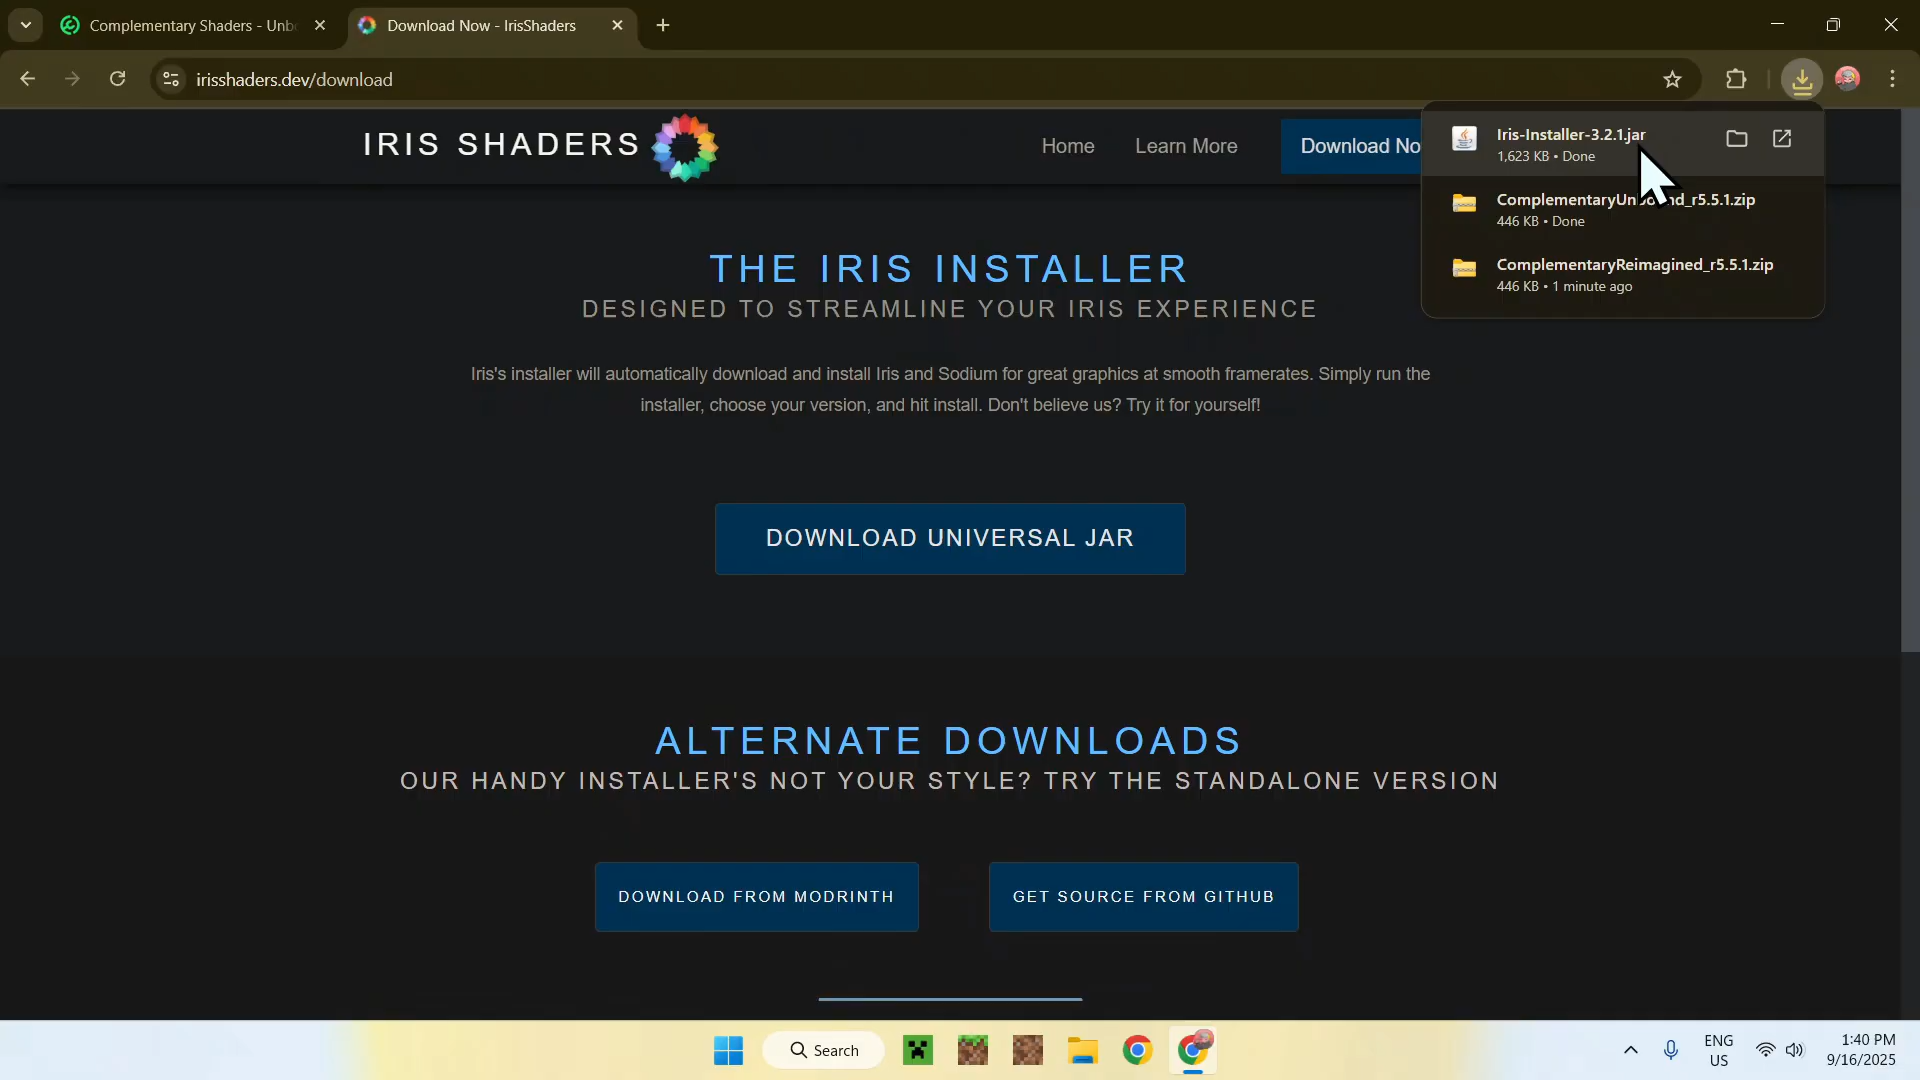 Complementary Shaders - Unb
Download Now - IrisShaders
irisshaders.dev/download
IRIS SHADERS
Home
Learn More
Download No
Iris-Installer-3.2.1.jar
1,623 KB • Done
ComplementaryUnbound_r5.5.1.zip
446 KB • Done
ComplementaryReimagined_r5.5.1.zip
446 KB • 1 minute ago
THE IRIS INSTALLER
DESIGNED TO STREAMLINE YOUR IRIS EXPERIENCE
Iris's installer will automatically download and install Iris and Sodium for great graphics at smooth framerates. Simply run the
installer, choose your version, and hit install. Don't believe us? Try it for yourself!
DOWNLOAD UNIVERSAL JAR
ALTERNATE DOWNLOADS
OUR HANDY INSTALLER'S NOT YOUR STYLE? TRY THE STANDALONE VERSION
DOWNLOAD FROM MODRINTH
GET SOURCE FROM GITHUB
Search
ENG
US
1:40 PM
9/16/2025